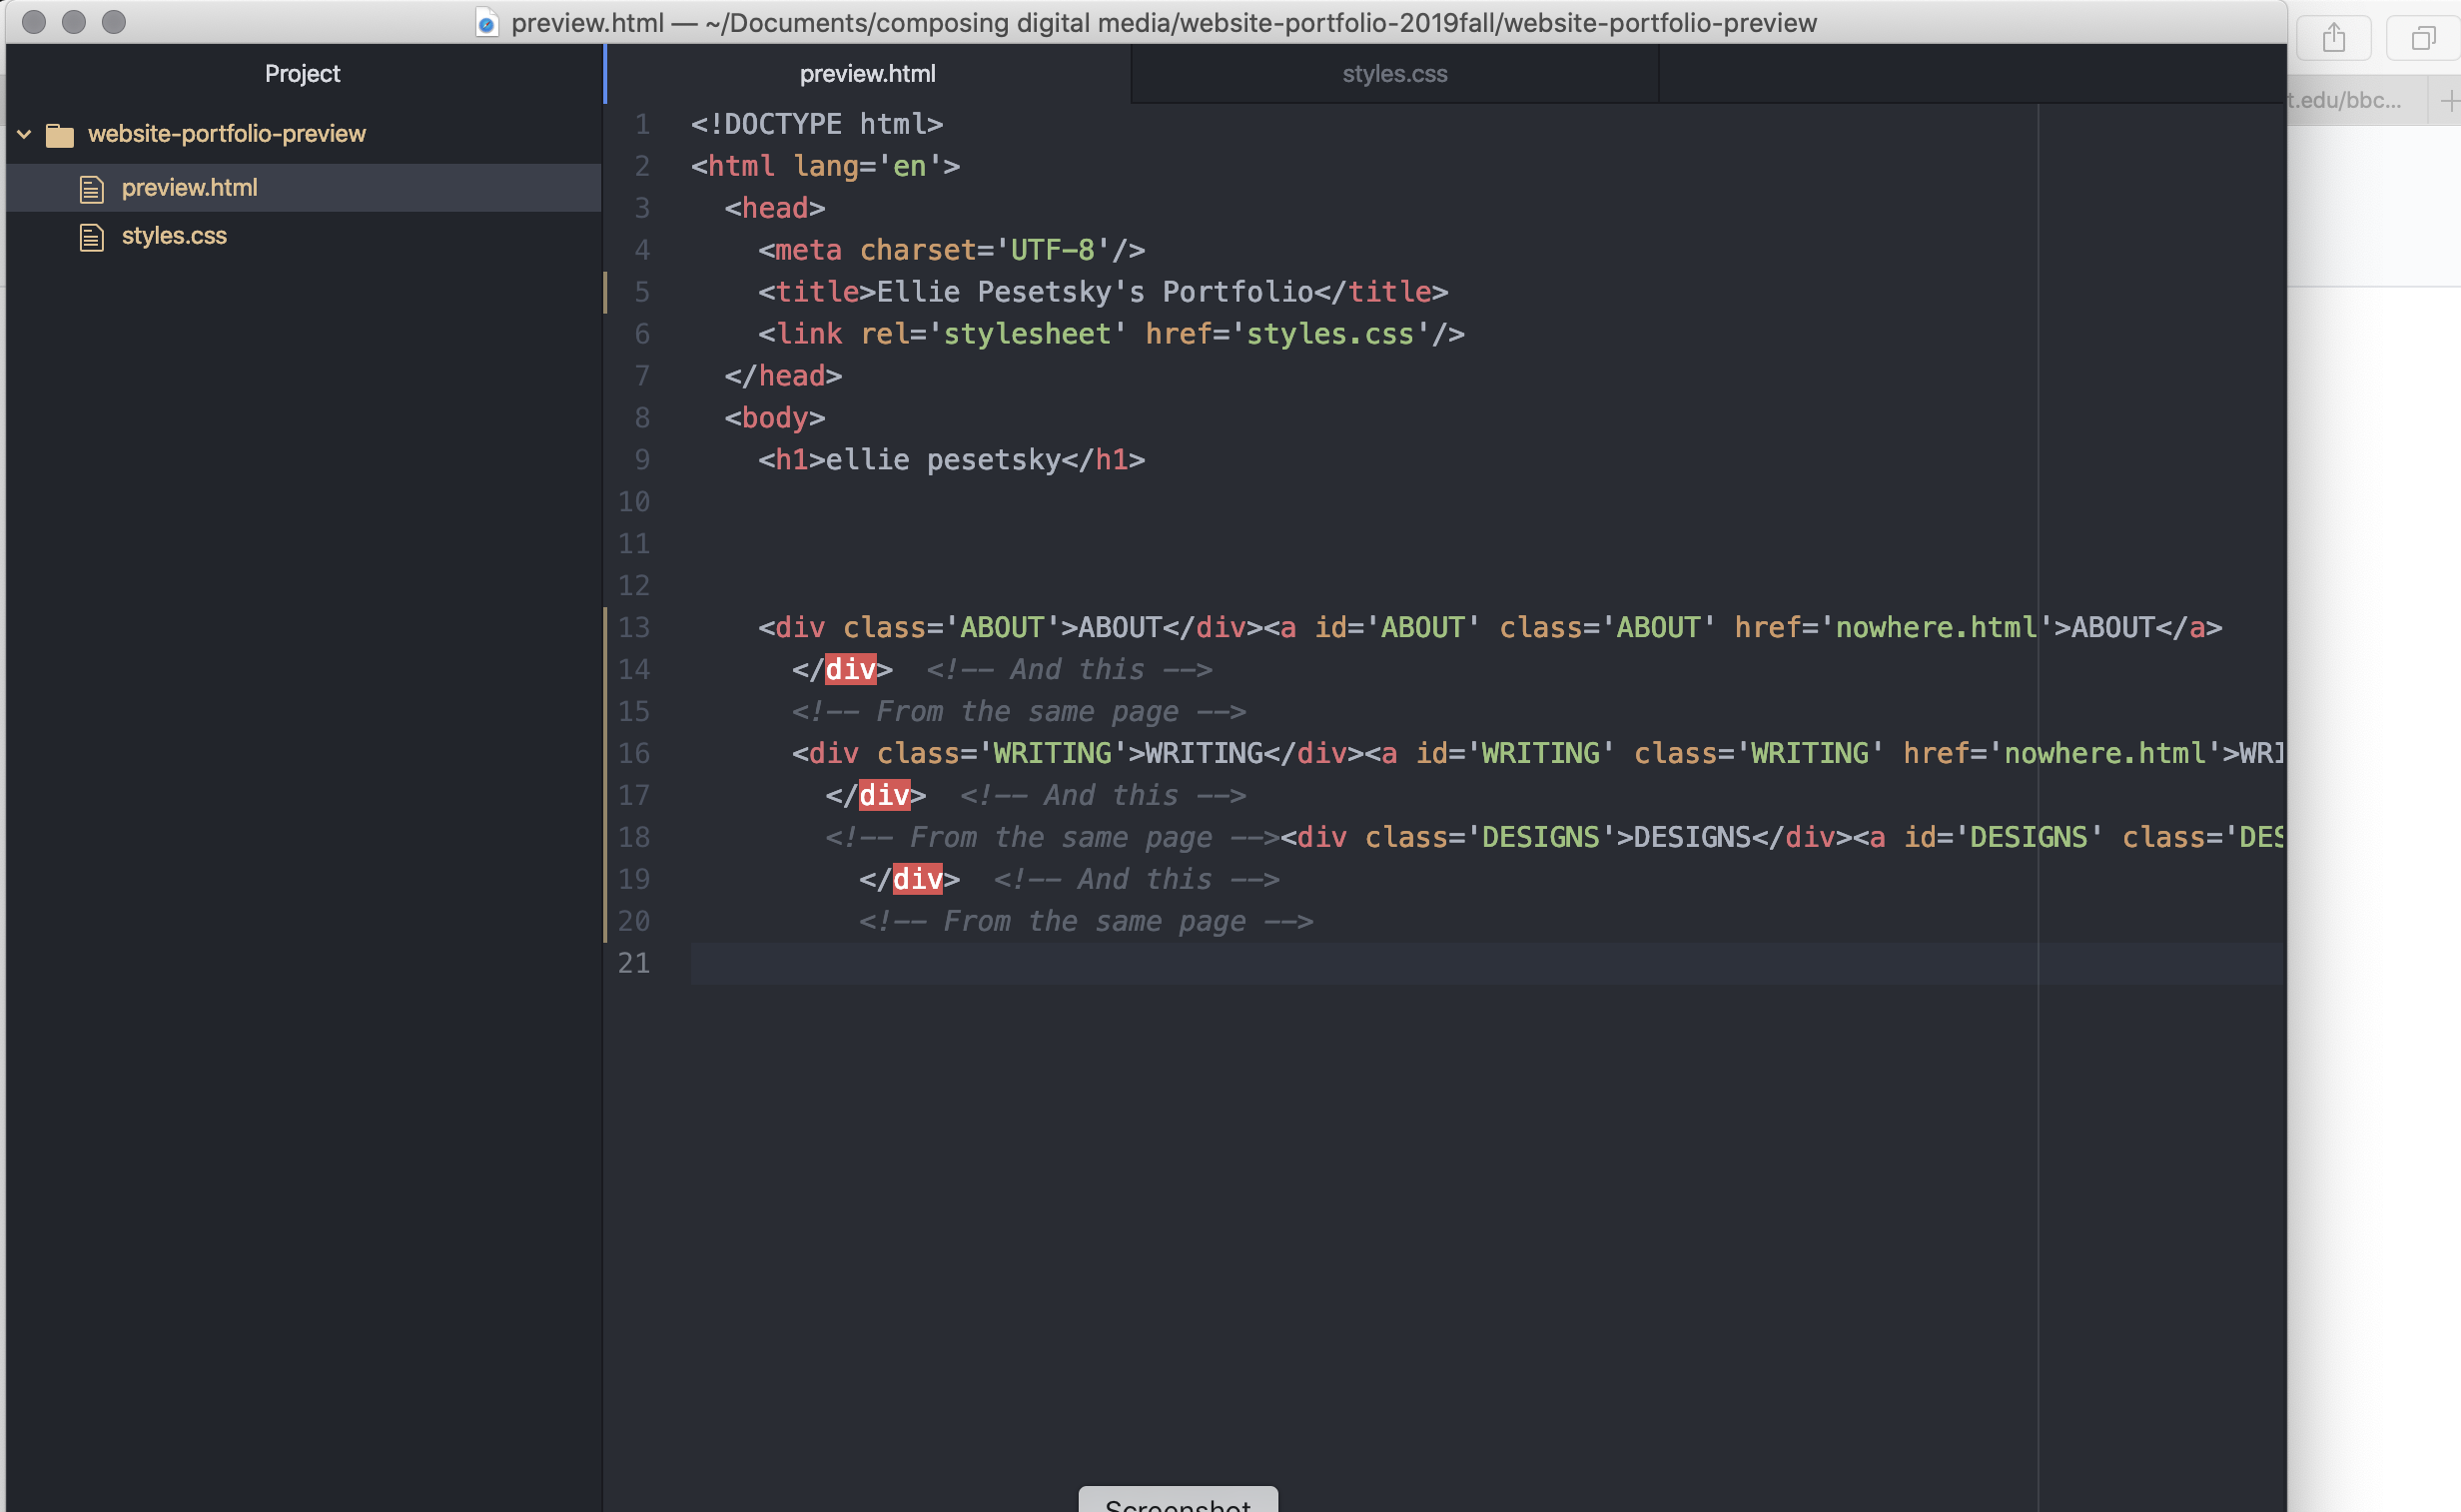 preview.html — ~/Documents/composing digital media/website-portfolio-2019fall/website-portfolio-preview
t.edu/bbc...
Project
website-portfolio-preview
preview.html
styles.css
preview.html
styles.css
1 <!DOCTYPE html>
2 <html lang='en'>
3 <head>
4 <meta charset='UTF-8'/>
5 <title>Ellie Pesetsky's Portfolio</title>
6 <link rel='stylesheet' href='styles.css'/>
7 </head>
8 <body>
9 <h1>ellie pesetsky</h1>
10
11
12
13 <div class='ABOUT'>ABOUT</div><a id='ABOUT' class='ABOUT' href='nowhere.html'>ABOUT</a>
14 </div> <!-- And this -->
15 <!-- From the same page -->
16 <div class='WRITING'>WRITING</div><a id='WRITING' class='WRITING' href='nowhere.html'>WRI
17 </div> <!-- And this -->
18 <!-- From the same page --><div class='DESIGNS'>DESIGNS</div><a id='DESIGNS' class='DES
19 </div> <!-- And this -->
20 <!-- From the same page -->
21
Screenshot